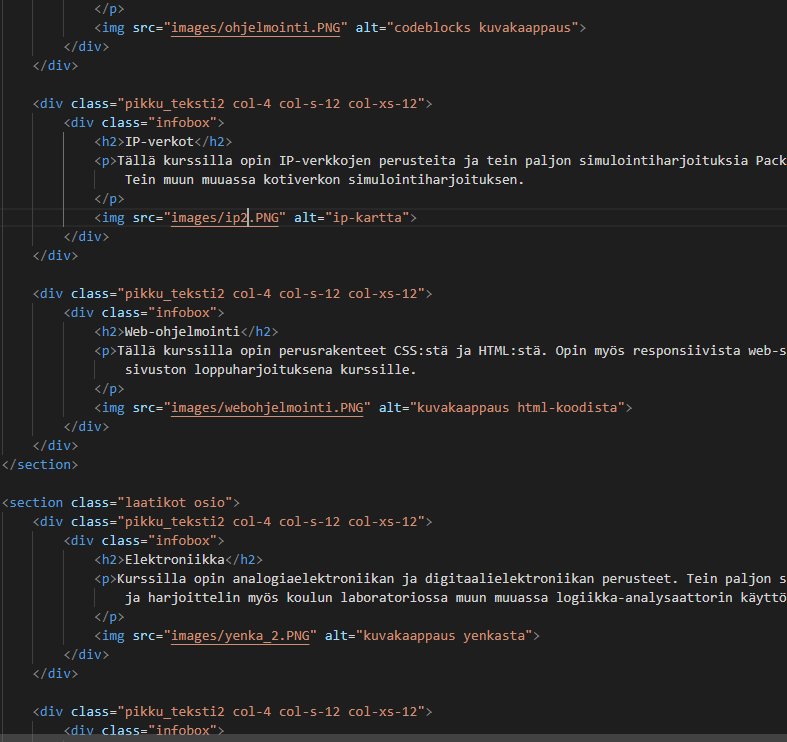 </p>
<img src="images/ohjelmointi.PNG" alt="codeblocks kuvakaappaus">
</div>
</div>
<div class="pikku_teksti2 col-4 col-s-12 col-xs-12">
<div class="infobox">
<h2>IP-verkot</h2>
<p>Tällä kurssilla opin IP-verkkojen perusteita ja tein paljon simulointiharjoituksia Pack
Tein muun muuassa kotiverkon simulointiharjoituksen.
</p>
<img src="images/ip2.PNG" alt="ip-kartta">
</div>
</div>
<div class="pikku_teksti2 col-4 col-s-12 col-xs-12">
<div class="infobox">
<h2>Web-ohjelmointi</h2>
<p>Tällä kurssilla opin perusrakenteet CSS:stä ja HTML:stä. Opin myös responsiivista web-s
sivuston loppuharjoituksena kurssille.
</p>
<img src="images/webohjelmointi.PNG" alt="kuvakaappaus html-koodista">
</div>
</div>
</section>
<section class="laatikot osio">
<div class="pikku_teksti2 col-4 col-s-12 col-xs-12">
<div class="infobox">
<h2>Elektroniikka</h2>
<p>Kurssilla opin analogiaelektroniikan ja digitaalielektroniikan perusteet. Tein paljon s
ja harjoittelin myös koulun laboratoriossa muun muuassa logiikka-analysaattorin käyttö
</p>
<img src="images/yenka_2.PNG" alt="kuvakaappaus yenkasta">
</div>
</div>
<div class="pikku_teksti2 col-4 col-s-12 col-xs-12">
<div class="infobox">